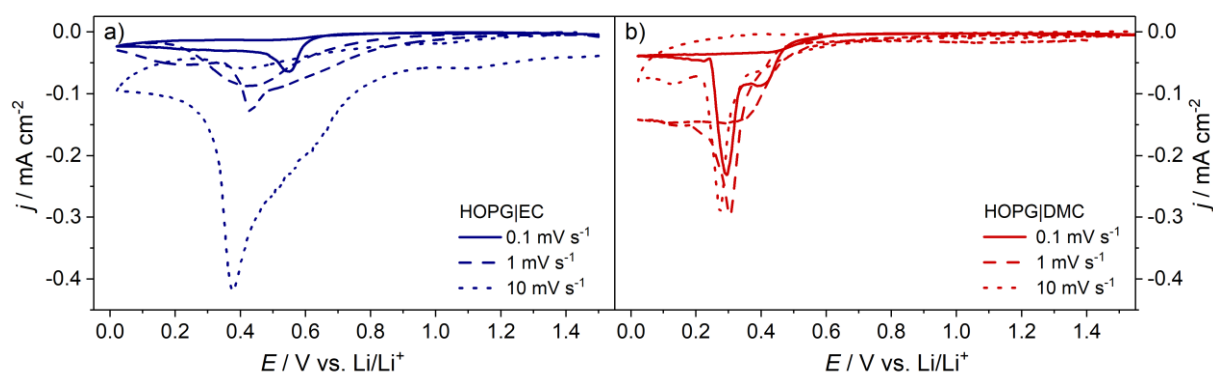 a)
0.0
-0.1
-0.2
-0.3
-0.4
j / mA cm⁻²
HOPG|EC
0.1 mV s⁻¹
1 mV s⁻¹
10 mV s⁻¹
0.0 0.2 0.4 0.6 0.8 1.0 1.2 1.4
E / V vs. Li/Li⁺
b)
0.0
-0.1
-0.2
-0.3
-0.4
j / mA cm⁻²
HOPG|DMC
0.1 mV s⁻¹
1 mV s⁻¹
10 mV s⁻¹
0.0 0.2 0.4 0.6 0.8 1.0 1.2 1.4
E / V vs. Li/Li⁺